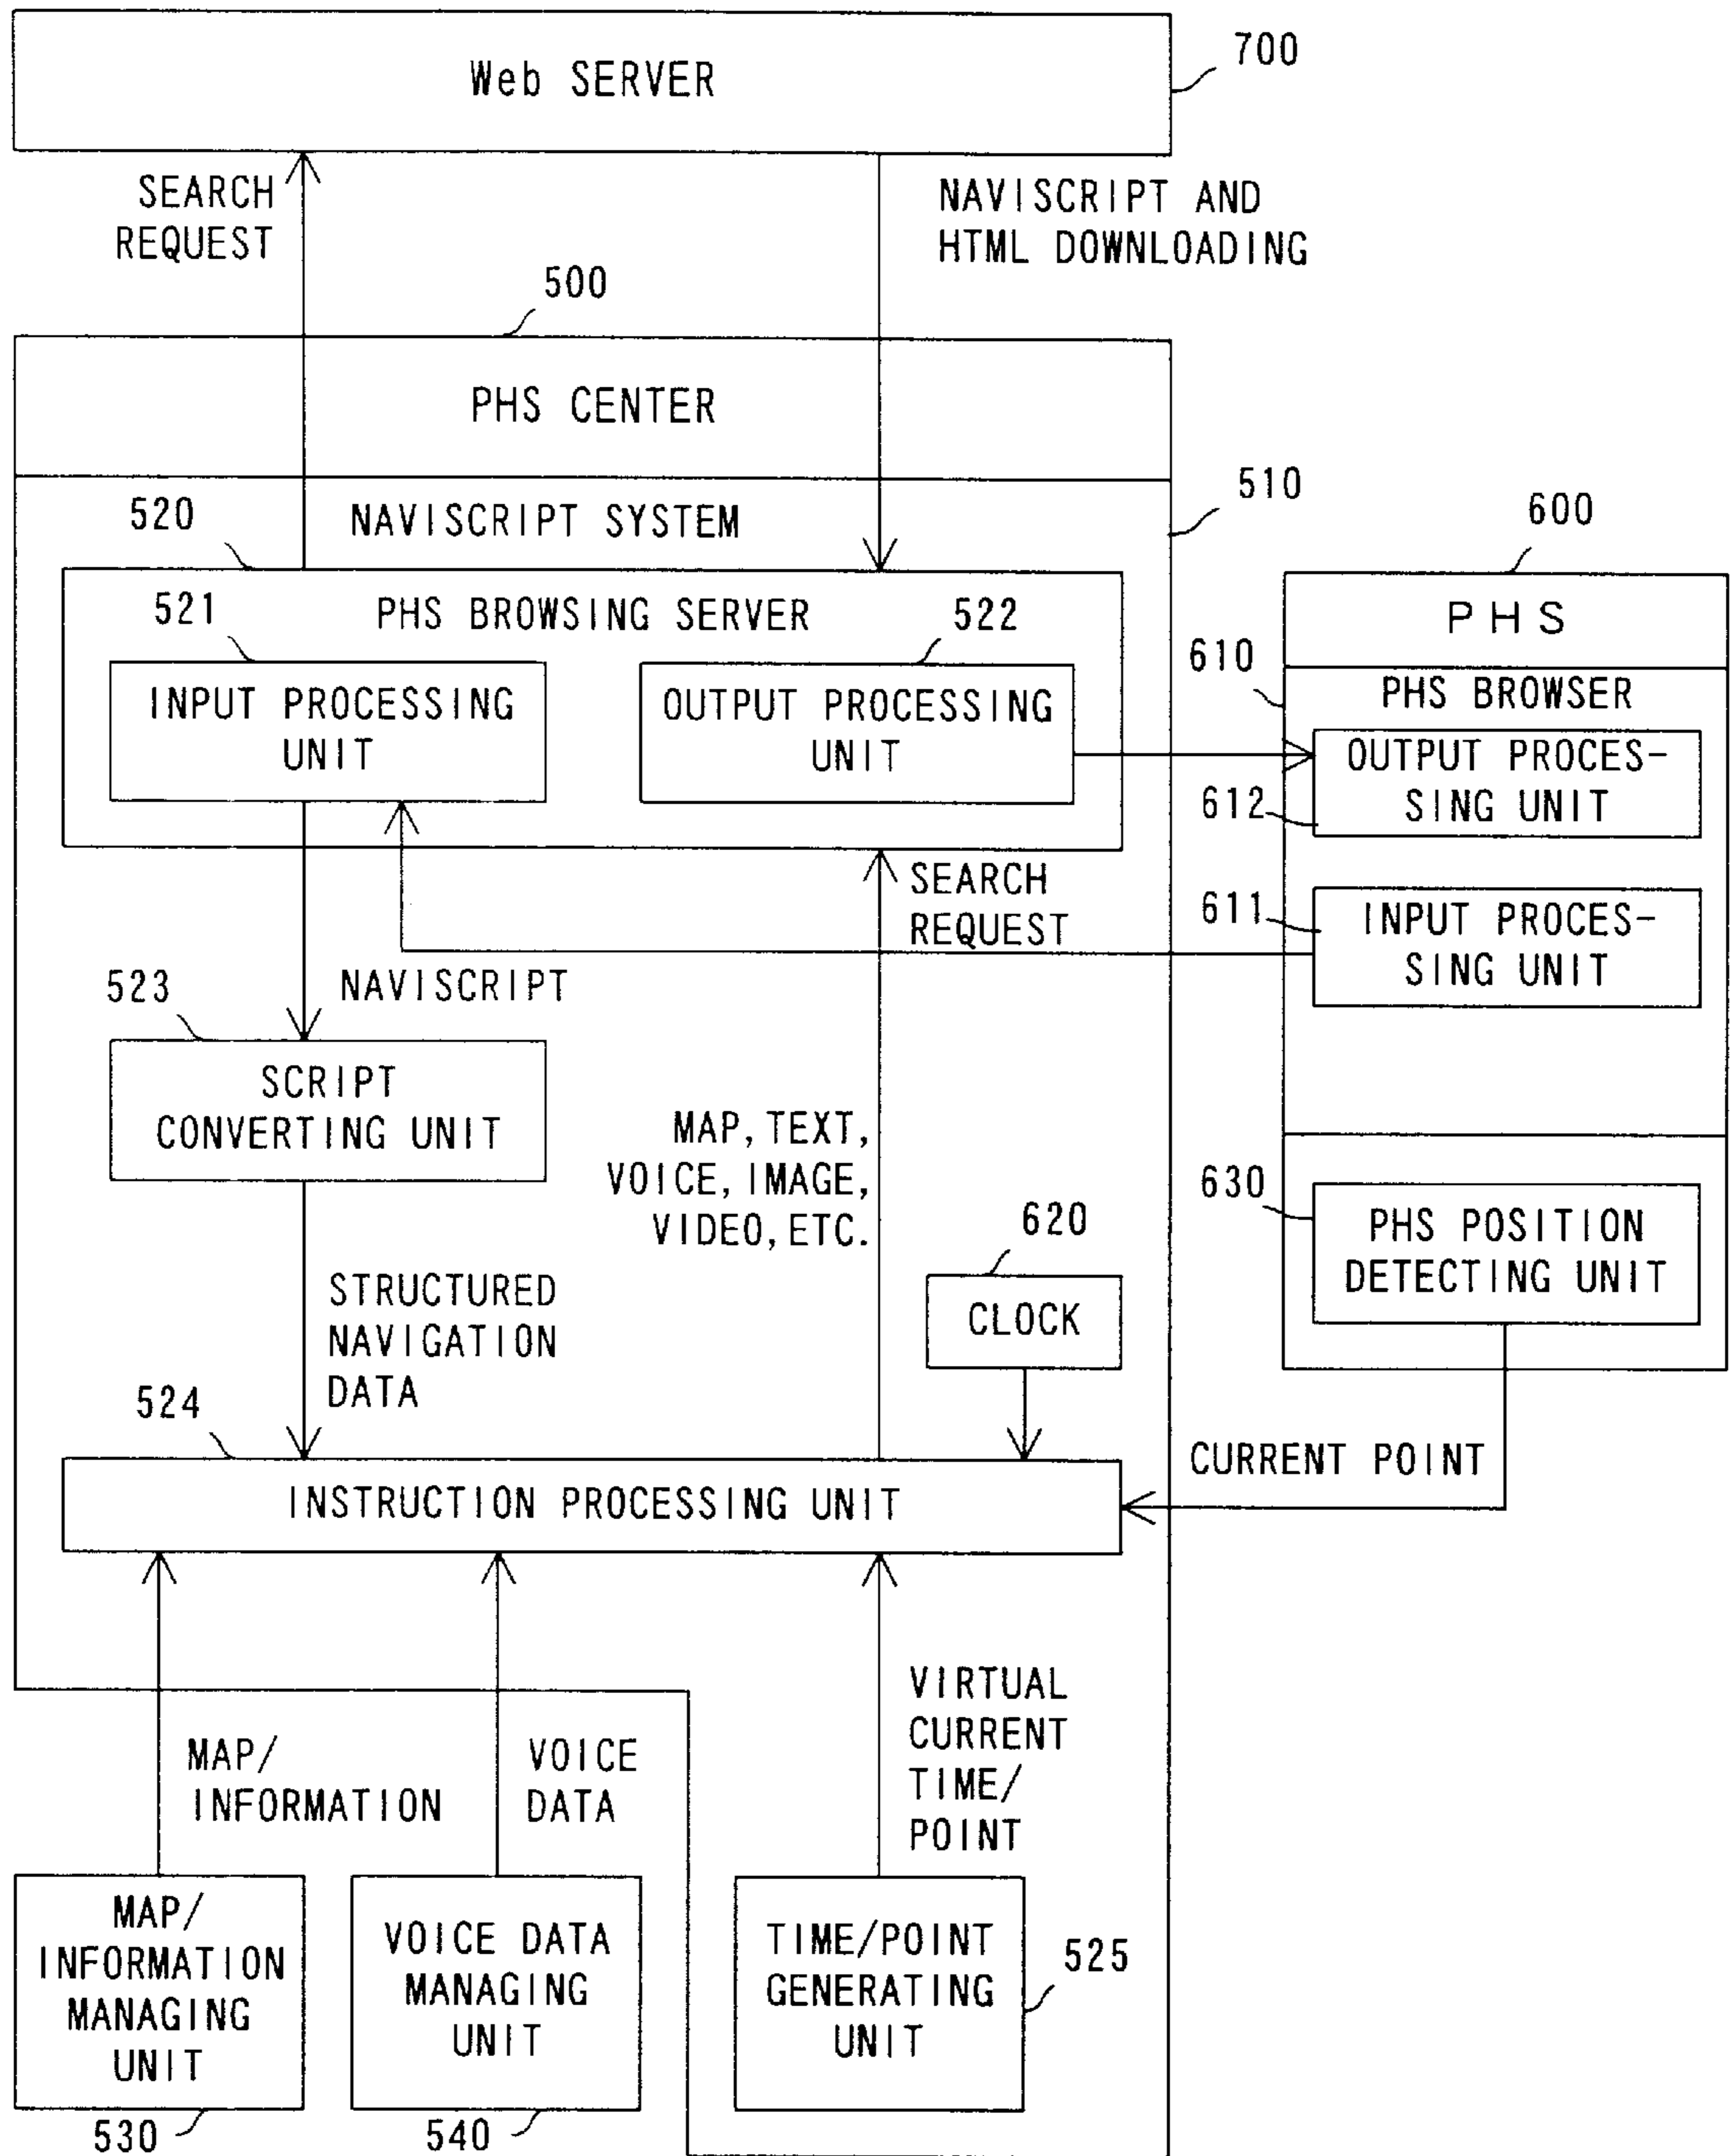 Web SERVER
700
SEARCH
REQUEST
NAVISCRIPT AND
HTML DOWNLOADING
500
PHS CENTER
510
520
NAVISCRIPT SYSTEM
600
PHS
521
PHS BROWSING SERVER
522
610
PHS BROWSER
INPUT PROCESSING
UNIT
OUTPUT PROCESSING
UNIT
OUTPUT PROCES-
SING UNIT
612
SEARCH
REQUEST
611
INPUT PROCES-
SING UNIT
523
NAVISCRIPT
SCRIPT
CONVERTING UNIT
MAP, TEXT,
VOICE, IMAGE,
VIDEO, ETC.
630
PHS POSITION
DETECTING UNIT
620
CLOCK
STRUCTURED
NAVIGATION
DATA
524
CURRENT POINT
INSTRUCTION PROCESSING UNIT
MAP/
INFORMATION
VOICE
DATA
VIRTUAL
CURRENT
TIME/
POINT
MAP/
INFORMATION
MANAGING
UNIT
VOICE DATA
MANAGING
UNIT
TIME/POINT
GENERATING
UNIT
525
530
540